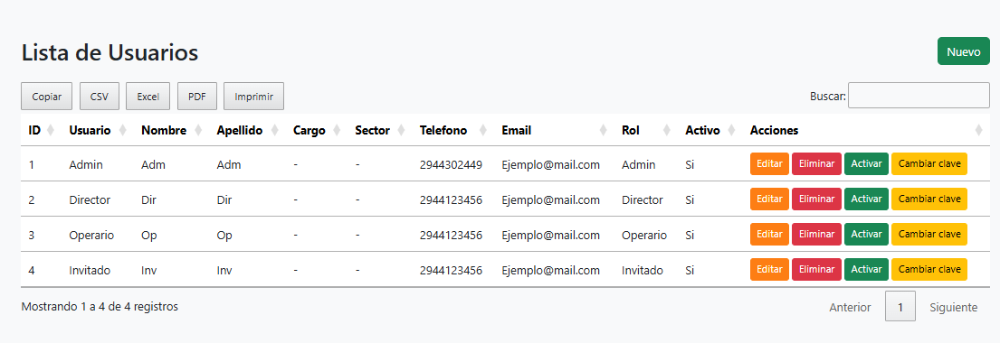 Lista de Usuarios
Nuevo
Copiar CSV Excel PDF Imprimir Buscar:
ID Usuario Nombre Apellido Cargo Sector Telefono Email Rol Activo Acciones
1 Admin Adm Adm - - 2944302449 Ejemplo@mail.com Admin Si Editar Eliminar Activar Cambiar clave
2 Director Dir Dir - - 2944123456 Ejemplo@mail.com Director Si Editar Eliminar Activar Cambiar clave
3 Operario Op Op - - 2944123456 Ejemplo@mail.com Operario Si Editar Eliminar Activar Cambiar clave
4 Invitado Inv Inv - - 2944123456 Ejemplo@mail.com Invitado Si Editar Eliminar Activar Cambiar clave
Mostrando 1 a 4 de 4 registros Anterior 1 Siguiente